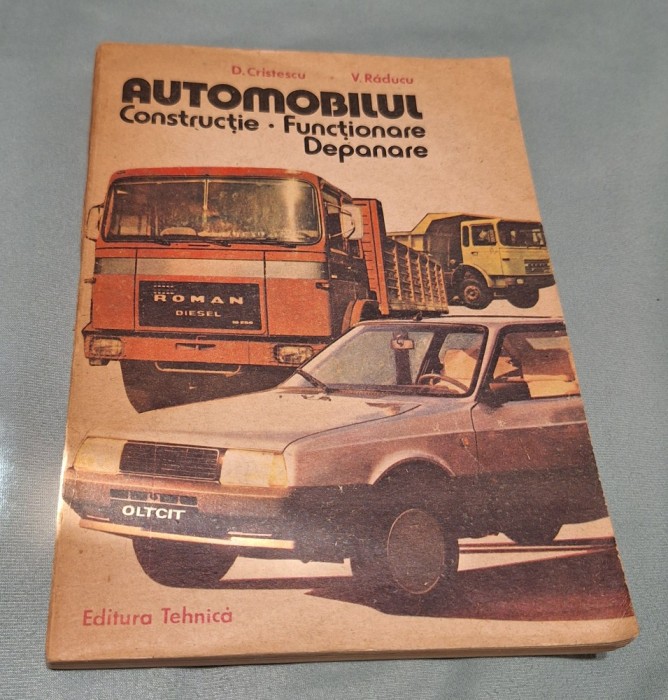 D. Cristescu V. Răducu
AUTOMOBILUL
Construcție · Funcționare
Depanare
ROMAN
DIESEL
OLTCIT
Editura Tehnică